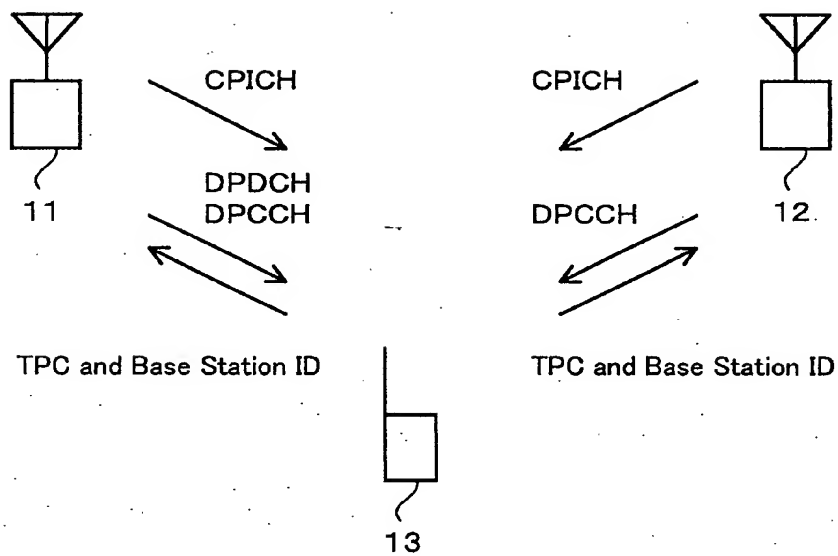 CPICH
CPICH
DPDCH
DPCCH
DPCCH
11
12
TPC and Base Station ID
TPC and Base Station ID
13